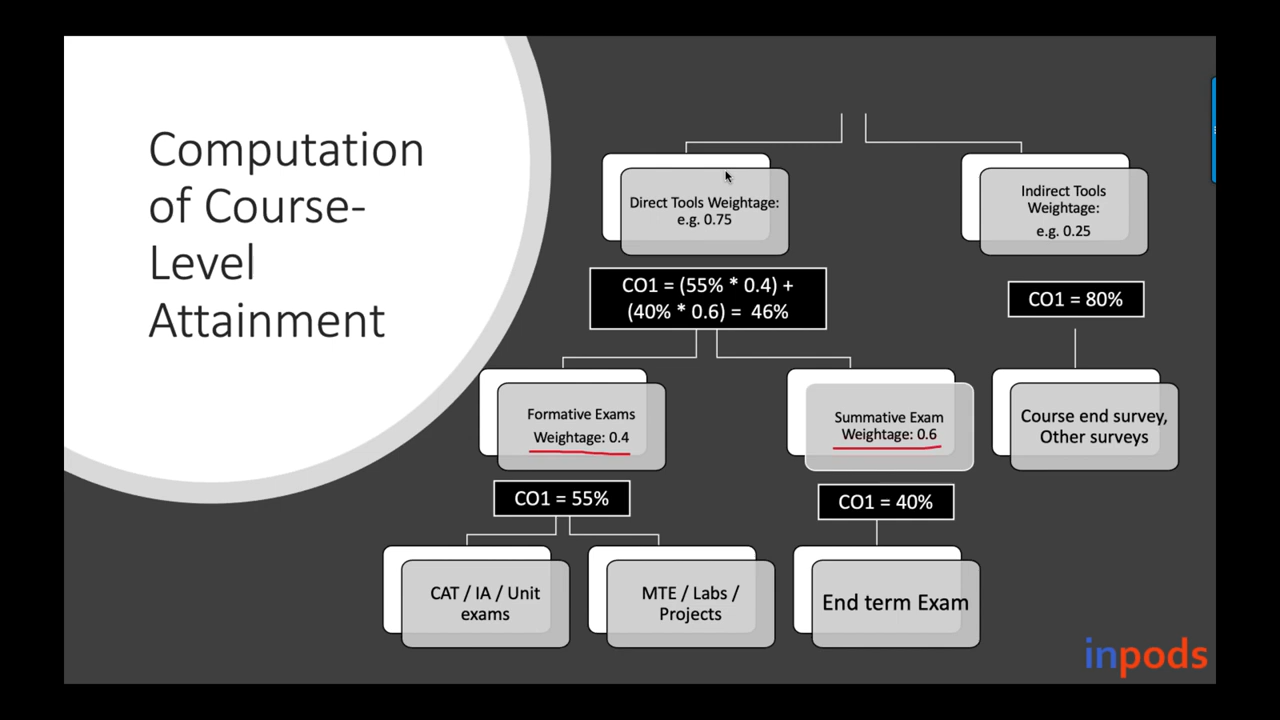 Computation
of Course-
Level
Attainment
Direct Tools Weightage:
e.g. 0.75
Indirect Tools
Weightage:
e.g. 0.25
CO1 = (55% * 0.4) +
(40% * 0.6) = 46%
CO1 = 80%
Formative Exams
Weightage: 0.4
Summative Exam
Weightage: 0.6
Course end survey,
Other surveys
CO1 = 55%
CO1 = 40%
CAT / IA / Unit
exams
MTE / Labs /
Projects
End term Exam
inpods